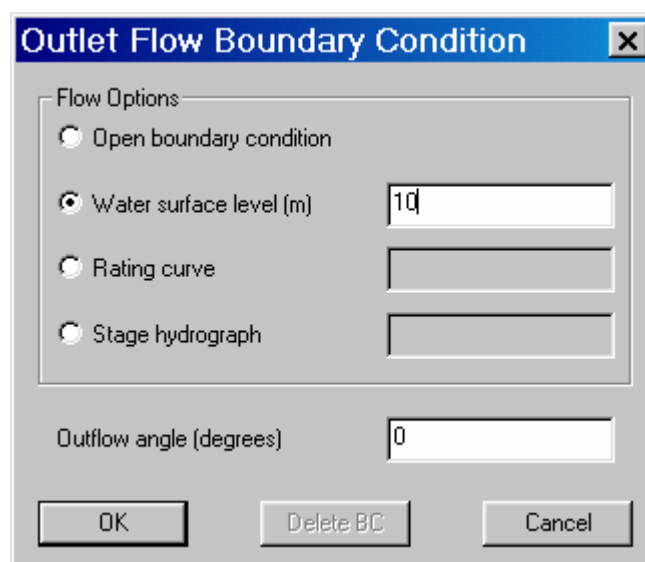 Outlet Flow Boundary Condition
Flow Options
Open boundary condition
Water surface level (m) 10
Rating curve
Stage hydrograph
Outflow angle (degrees) 0
OK Delete BC Cancel